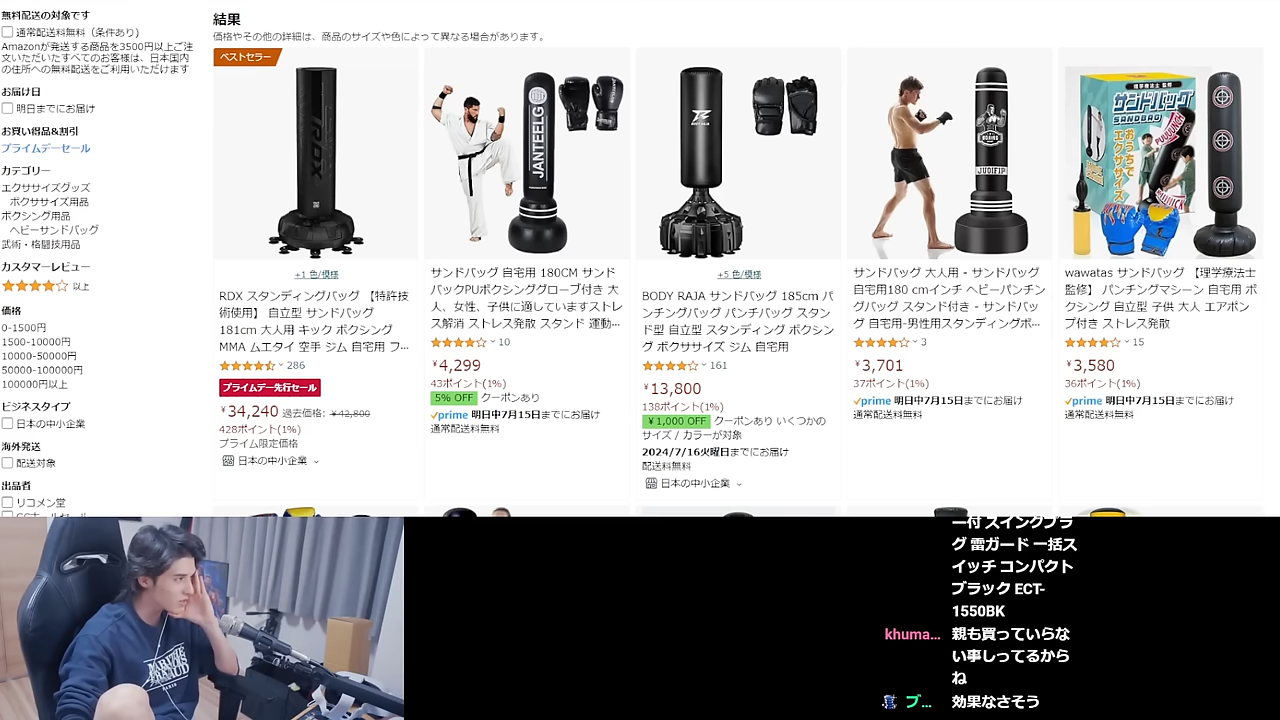 無料配送の対象です
通常配送料無料（条件あり）
Amazonが発送する商品を3500円以上ご注
文いただいたすべてのお客様は、日本国内
の住所への無料配送をご利用いただけます
お届け日
明日までにお届け
お買い得品&割引
プライムデーセール
カテゴリー
エクササイズグッズ
ボクササイズ用品
ボクシング用品
ヘビーサンドバッグ
武術・格闘技用品
カスタマーレビュー
以上
価格
0-1500円
1500-10000円
10000-50000円
50000-100000円
100000円以上
ビジネスタイプ
日本の中小企業
海外発送
配送対象
出品者
リコメン堂
結果
価格やその他の詳細は、商品のサイズや色によって異なる場合があります。
ベストセラー
RDX
+1 色/模様
RDX スタンディングバッグ 【特許技
術使用】 自立型 サンドバッグ
181cm 大人用 キック ボクシング
MMA ムエタイ 空手 ジム 自宅用 フ...
286
プライムデー先行セール
¥34,240 過去価格: ¥42,800
428ポイント(1%)
プライム限定価格
日本の中小企業
JANTEELG
サンドバッグ 自宅用 180CM サンド
バックPUボクシンググローブ付き 大
人、女性、子供に適していますストレ
ス解消 ストレス発散 スタンド 運動...
10
¥4,299
43ポイント(1%)
5% OFF クーポンあり
prime 明日中7月15日までにお届け
通常配送料無料
BODY RAJA
+5 色/模様
BODY RAJA サンドバッグ 185cm パ
ンチングバッグ パンチバッグ スタン
ド型 自立型 スタンディング ボクシン
グ ボクササイズ ジム 自宅用
161
¥13,800
138ポイント(1%)
¥1,000 OFF クーポンあり いくつかの
サイズ / カラーが対象
2024/7/16火曜日までにお届け
配送料無料
日本の中小企業
JUOIFIP
サンドバッグ 大人用 - サンドバッグ
自宅用180 cmインチ ヘビーパンチン
グバッグ スタンド付き - サンドバッ
グ 自宅用-男性用スタンディングボ...
3
¥3,701
37ポイント(1%)
prime 明日中7月15日までにお届け
通常配送料無料
理学療法士 監修
サンドバッグ
SANDBAG
おうちで
エクササイズ
wawatas サンドバッグ 【理学療法士
監修】 パンチングマシーン 自宅用 ボ
クシング 自立型 子供 大人 エアポン
プ付き ストレス発散
15
¥3,580
36ポイント(1%)
prime 明日中7月15日までにお届け
通常配送料無料
ー付 スイングプラ
グ 雷ガード 一括ス
イッチ コンパクト
ブラック ECT-
1550BK
khuma... 親も買っていらな
い事しってるから
ね
ブ... 効果なさそう